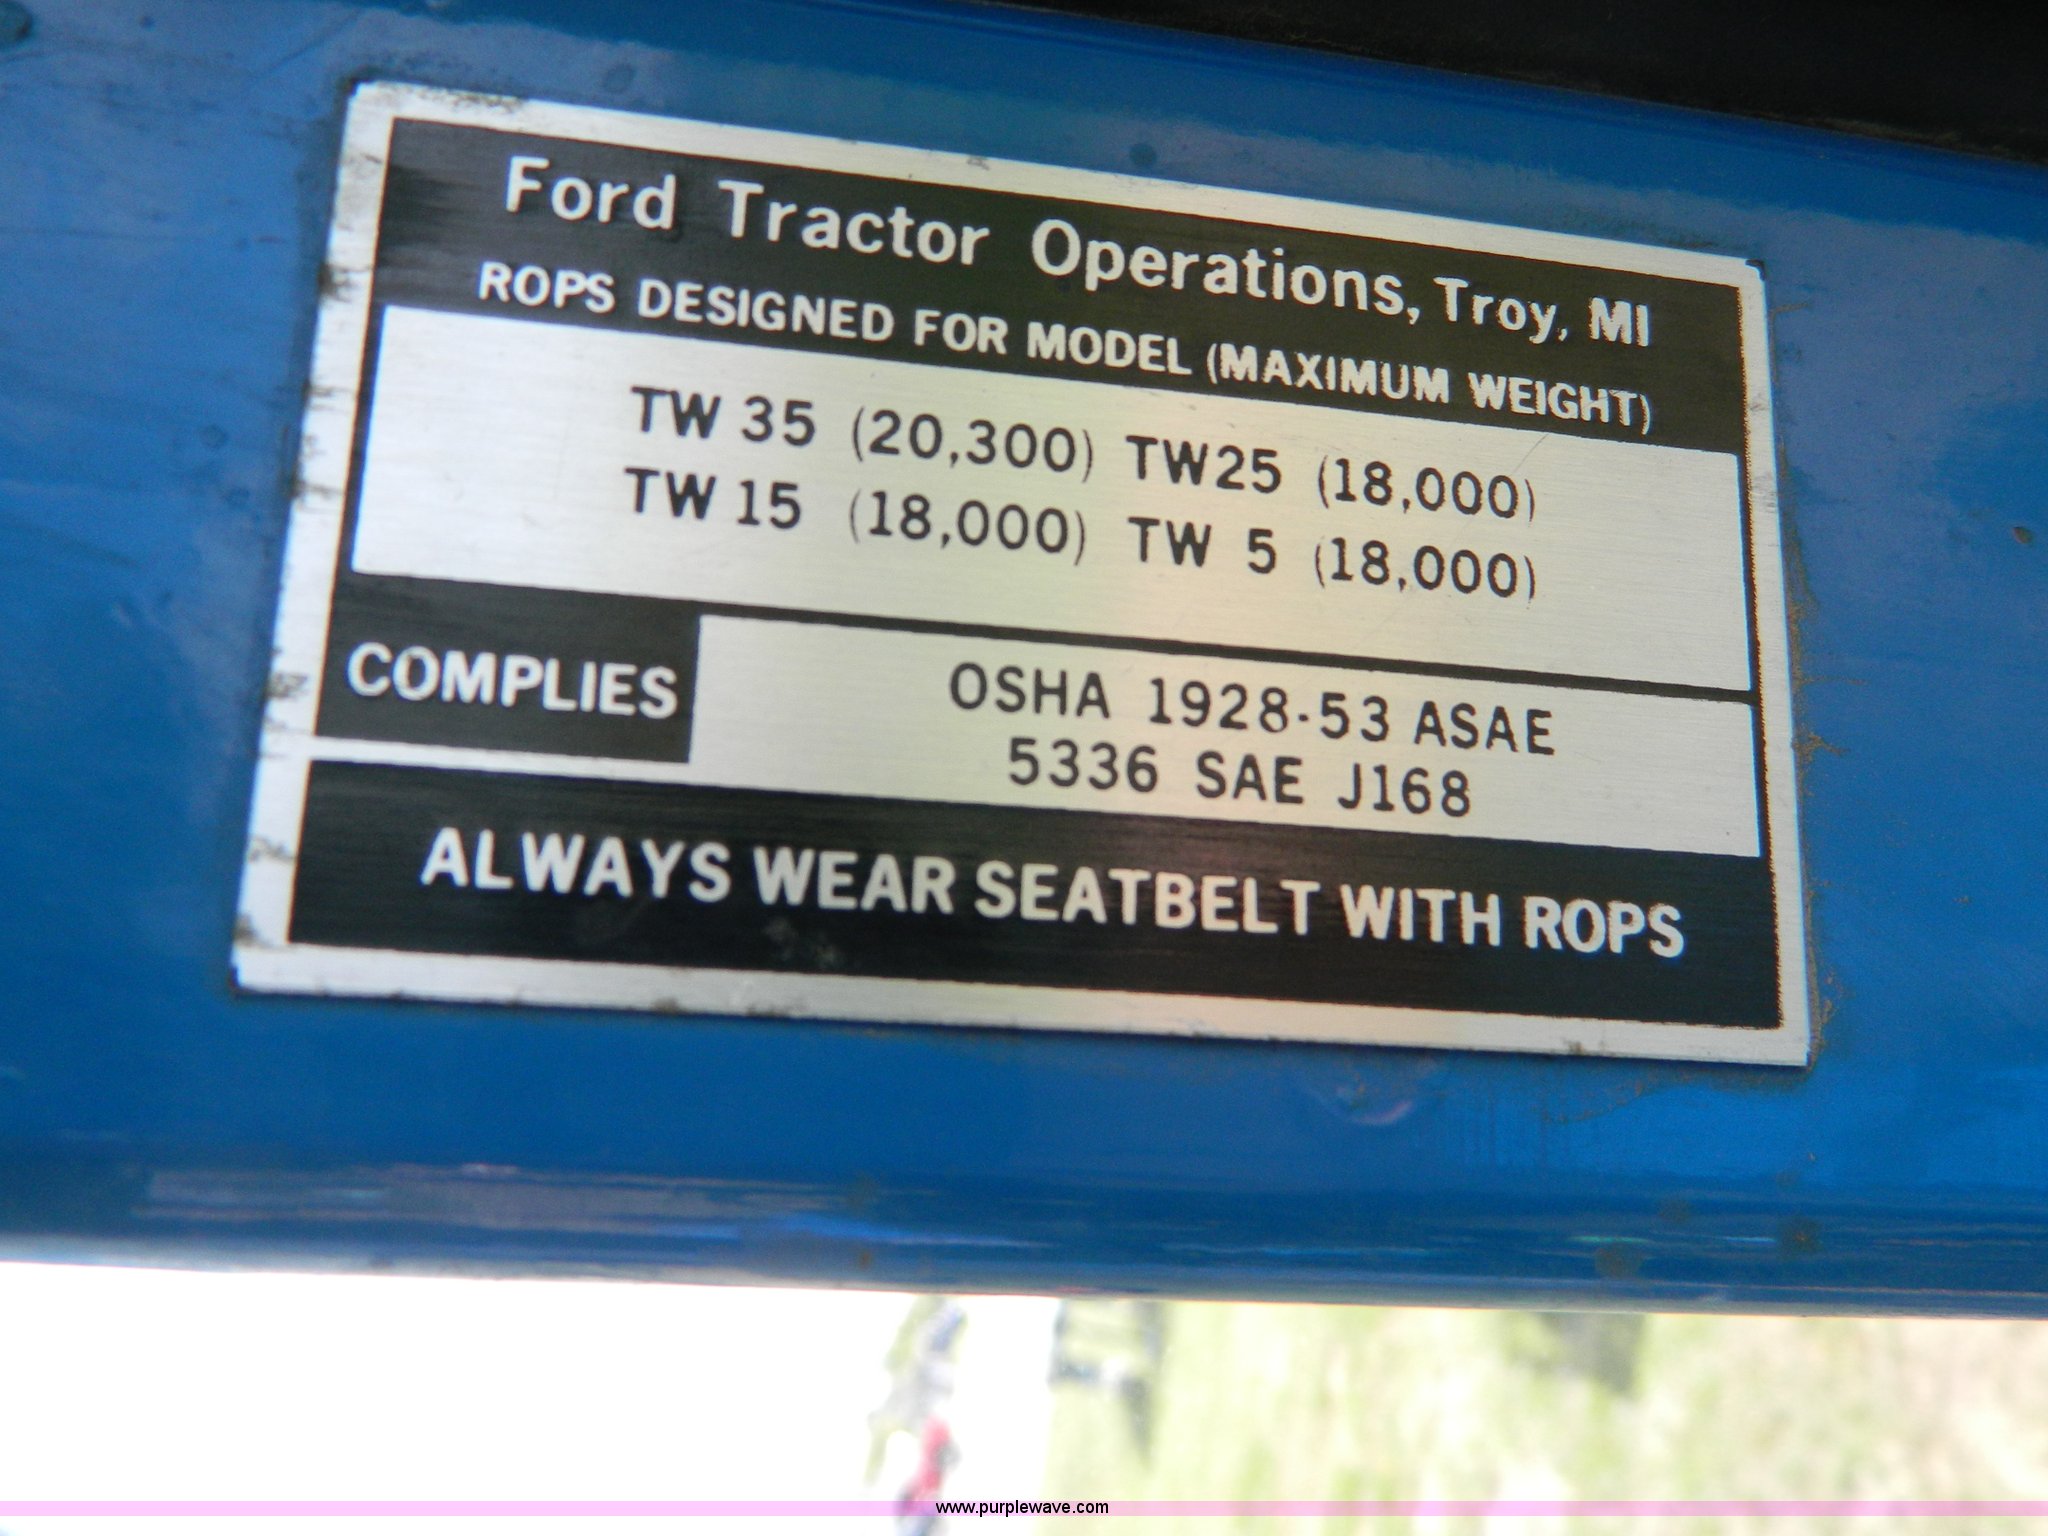 Ford Tractor Operations, Troy, MI
ROPS DESIGNED FOR MODEL (MAXIMUM WEIGHT)
TW 35 (20,300) TW25 (18,000)
TW 15 (18,000) TW 5 (18,000)
COMPLIES
OSHA 1928-53 ASAE
5336 SAE J168
ALWAYS WEAR SEATBELT WITH ROPS
www.purplewave.com